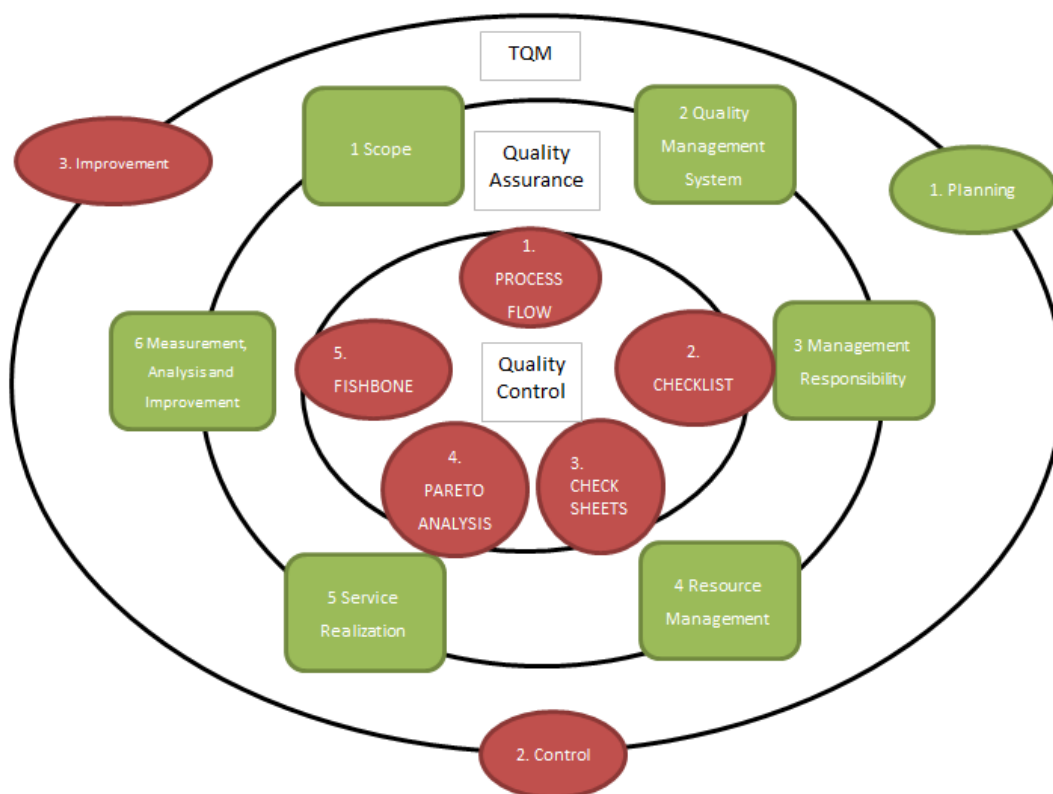 TQM
3. Improvement
1. Planning
2. Control
Quality
Assurance
1 Scope
2 Quality
Management
System
3 Management
Responsibility
4 Resource
Management
5 Service
Realization
6 Measurement,
Analysis and
Improvement
Quality
Control
1.
PROCESS
FLOW
2.
CHECKLIST
3.
CHECK
SHEETS
4.
PARETO
ANALYSIS
5.
FISHBONE